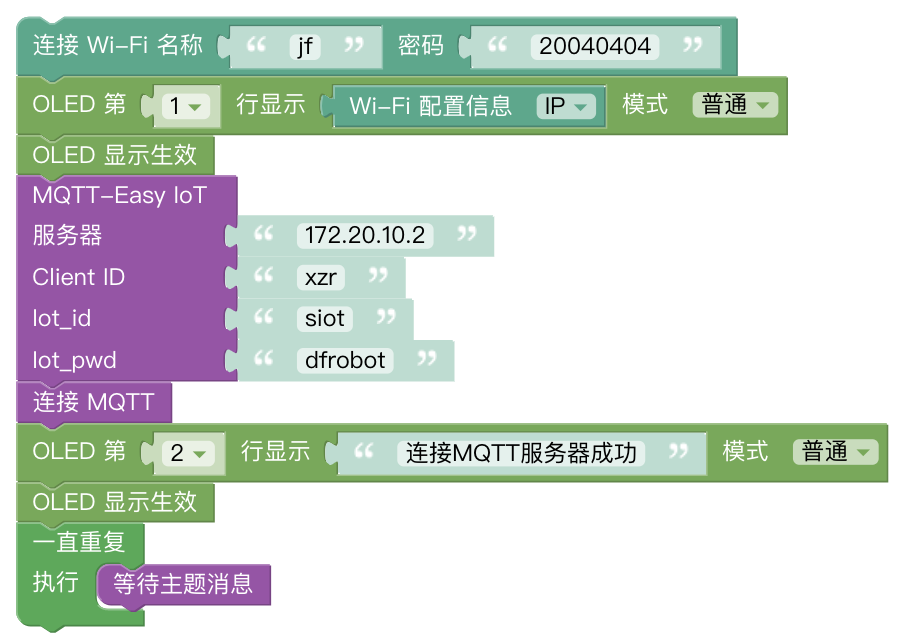 连接 Wi-Fi 名称 “ jf ” 密码 “ 20040404 ”
OLED 第 1 行显示 Wi-Fi 配置信息 IP 模式 普通
OLED 显示生效
MQTT-Easy IoT
服务器 “ 172.20.10.2 ”
Client ID “ xzr ”
Iot_id “ siot ”
Iot_pwd “ dfrobot ”
连接 MQTT
OLED 第 2 行显示 “ 连接MQTT服务器成功 ” 模式 普通
OLED 显示生效
一直重复
执行 等待主题消息